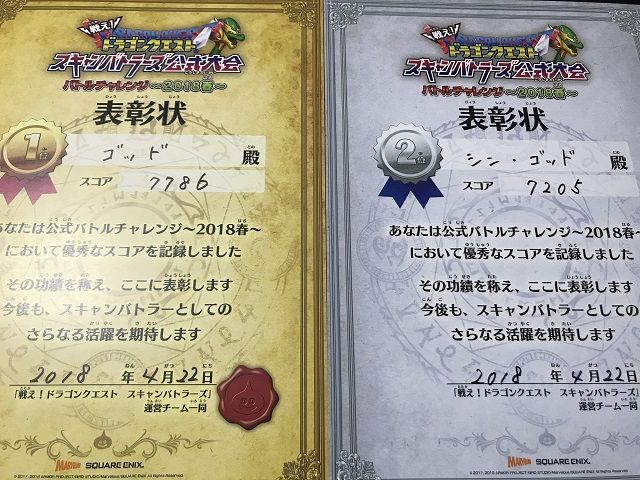 戦え!
ドラゴンクエスト
スキャンバトラーズ公式大会
バトルチャレンジ ~2018春~
表彰状
1位
ゴッド 殿
スコア 7786
あなたは公式バトルチャレンジ~2018春~
において優秀なスコアを記録しました
その功績を称え、ここに表彰します
今後も、スキャンバトラーとしての
さらなる活躍を期待します
2018 年 4月22日
「戦え!ドラゴンクエスト スキャンバトラーズ」
運営チーム一同
MARVELOUS SQUARE ENIX.
戦え!
ドラゴンクエスト
スキャンバトラーズ公式大会
バトルチャレンジ ~2018春~
表彰状
2位
シン・ゴッド 殿
スコア 7205
あなたは公式バトルチャレンジ~2018春~
において優秀なスコアを記録しました
その功績を称え、ここに表彰します
今後も、スキャンバトラーとしての
さらなる活躍を期待します
2018 年 4月22日
「戦え!ドラゴンクエスト スキャンバトラーズ」
運営チーム一同
MARVELOUS SQUARE ENIX.